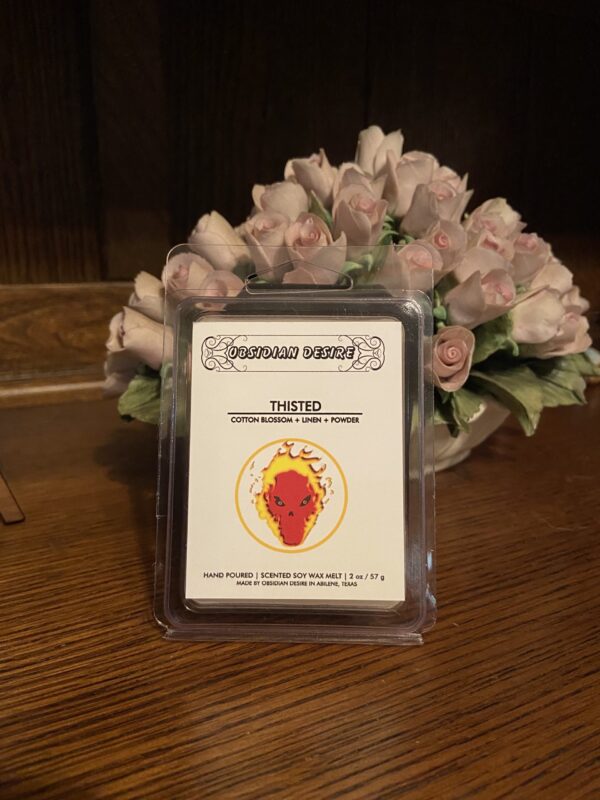 OBSIDIAN DESIRE
THISTED
COTTON BLOSSOM + LINEN + POWDER
HAND POURED | SCENTED SOY WAX MELT | 2 oz / 57 g
MADE BY OBSIDIAN DESIRE IN ABILENE, TEXAS